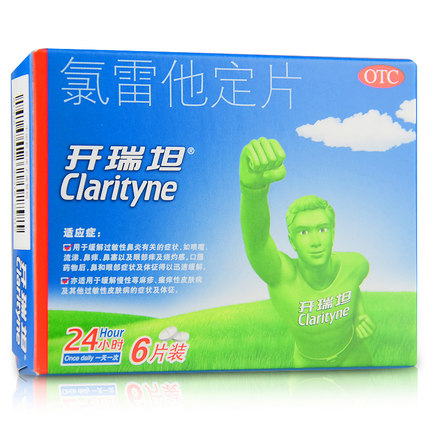 氯雷他定片
OTC
开瑞坦®
Clarityne
适应症：
用于缓解过敏性鼻炎有关的症状，如喷嚏、
流涕、鼻痒、鼻塞以及眼部痒及烧灼感。口服
药物后，鼻和眼部症状及体征得以迅速缓解。
亦适用于缓解慢性荨麻疹、瘙痒性皮肤病
及其他过敏性皮肤病的症状及体征。
开瑞坦
Clarityne
24 Hour 小时
Once daily 一天一次
6片装